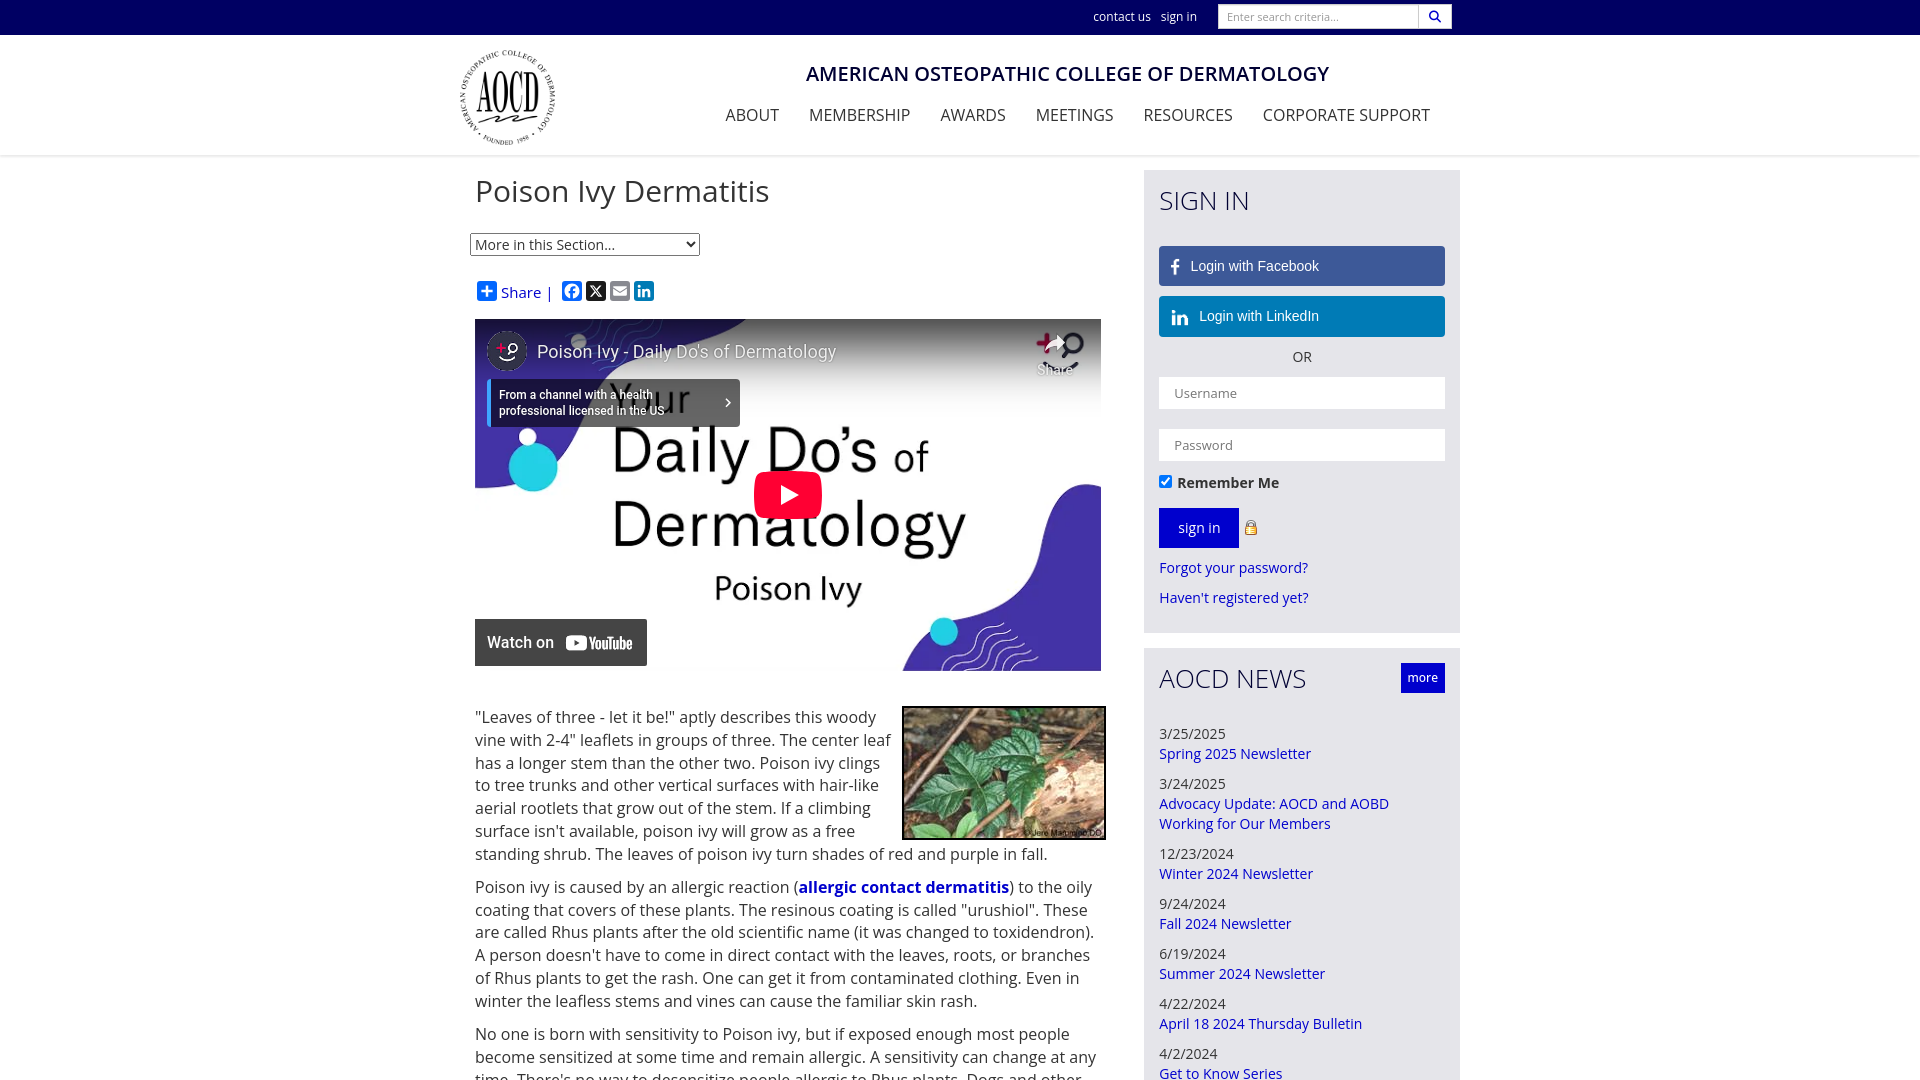 contact us sign in Enter search criteria...
AMERICAN OSTEOPATHIC COLLEGE OF DERMATOLOGY
AMERICAN OSTEOPATHIC COLLEGE OF DERMATOLOGY
AOCD
• FOUNDED 1958 •
ABOUT MEMBERSHIP AWARDS MEETINGS RESOURCES CORPORATE SUPPORT
Poison Ivy Dermatitis
More in this Section...
Share |
Poison Ivy - Daily Do's of Dermatology
Share
From a channel with a health
professional licensed in the US
Your
Daily Do’s of
Dermatology
Poison Ivy
Watch on YouTube
"Leaves of three - let it be!" aptly describes this woody
vine with 2-4" leaflets in groups of three. The center leaf
has a longer stem than the other two. Poison ivy clings
to tree trunks and other vertical surfaces with hair-like
aerial rootlets that grow out of the stem. If a climbing
surface isn't available, poison ivy will grow as a free
standing shrub. The leaves of poison ivy turn shades of red and purple in fall.
Poison ivy is caused by an allergic reaction (allergic contact dermatitis) to the oily
coating that covers of these plants. The resinous coating is called "urushiol". These
are called Rhus plants after the old scientific name (it was changed to toxidendron).
A person doesn't have to come in direct contact with the leaves, roots, or branches
of Rhus plants to get the rash. One can get it from contaminated clothing. Even in
winter the leafless stems and vines can cause the familiar skin rash.
No one is born with sensitivity to Poison ivy, but if exposed enough most people
become sensitized at some time and remain allergic. A sensitivity can change at any
time. There's no way to desensitize people allergic to Rhus plants. Dogs and other
SIGN IN
Login with Facebook
Login with LinkedIn
OR
Username
Password
Remember Me
sign in
Forgot your password?
Haven't registered yet?
AOCD NEWS more
3/25/2025
Spring 2025 Newsletter
3/24/2025
Advocacy Update: AOCD and AOBD
Working for Our Members
12/23/2024
Winter 2024 Newsletter
9/24/2024
Fall 2024 Newsletter
6/19/2024
Summer 2024 Newsletter
4/22/2024
April 18 2024 Thursday Bulletin
4/2/2024
Get to Know Series